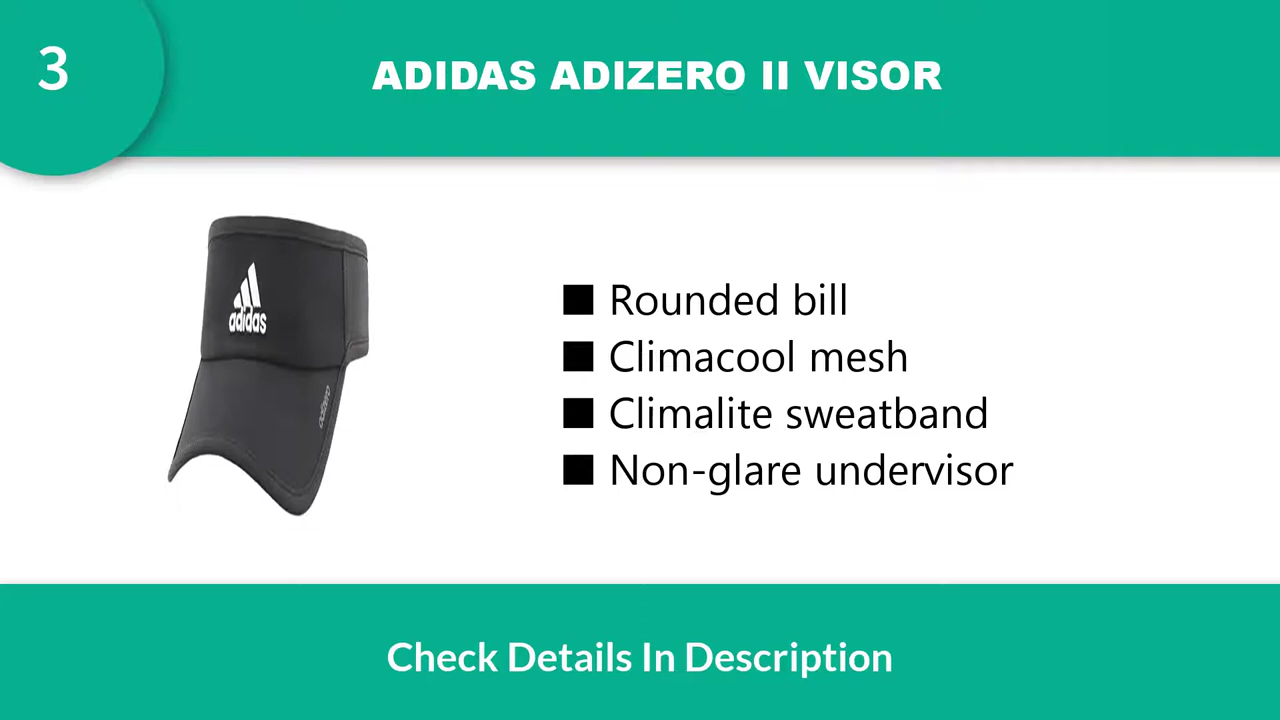 3
ADIDAS ADIZERO II VISOR
adidas
adizero
■ Rounded bill
■ Climacool mesh
■ Climalite sweatband
■ Non-glare undervisor
Check Details In Description